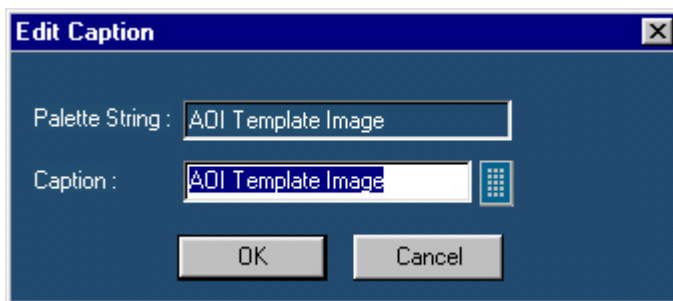 Edit Caption
Palette String : AOI Template Image
Caption : AOI Template Image
OK Cancel